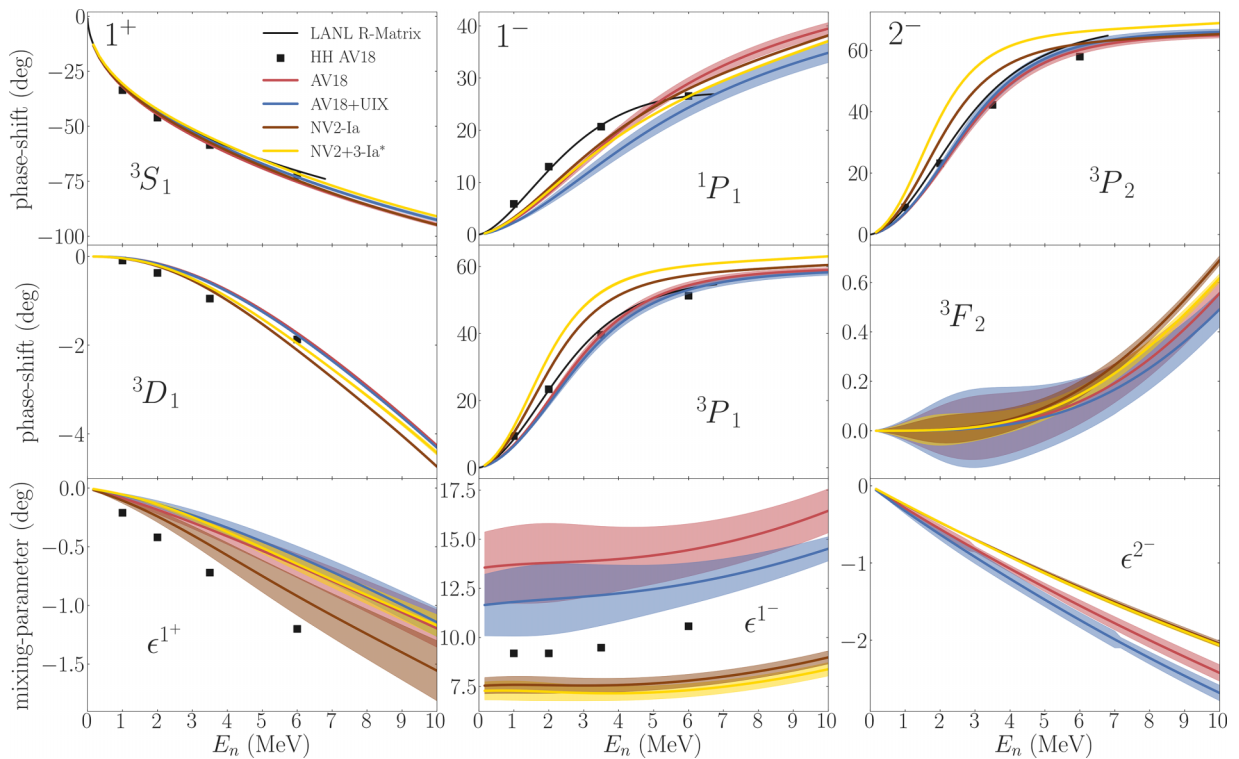 1⁺
LANL R-Matrix
HH AV18
AV18
AV18+UIX
NV2-Ia
NV2+3-Ia*
³S₁
phase-shift (deg)
0
−25
−50
−75
−100
1⁻
¹P₁
40
30
20
10
0
2⁻
³P₂
60
40
20
0
³D₁
phase-shift (deg)
0
−2
−4
³P₁
60
40
20
0
³F₂
0.6
0.4
0.2
0.0
ϵ¹⁺
mixing-parameter (deg)
0.0
−0.5
−1.0
−1.5
0 1 2 3 4 5 6 7 8 9 10
Eₙ (MeV)
ϵ¹⁻
17.5
15.0
12.5
10.0
7.5
0 1 2 3 4 5 6 7 8 9 10
Eₙ (MeV)
ϵ²⁻
0
−1
−2
0 1 2 3 4 5 6 7 8 9 10
Eₙ (MeV)